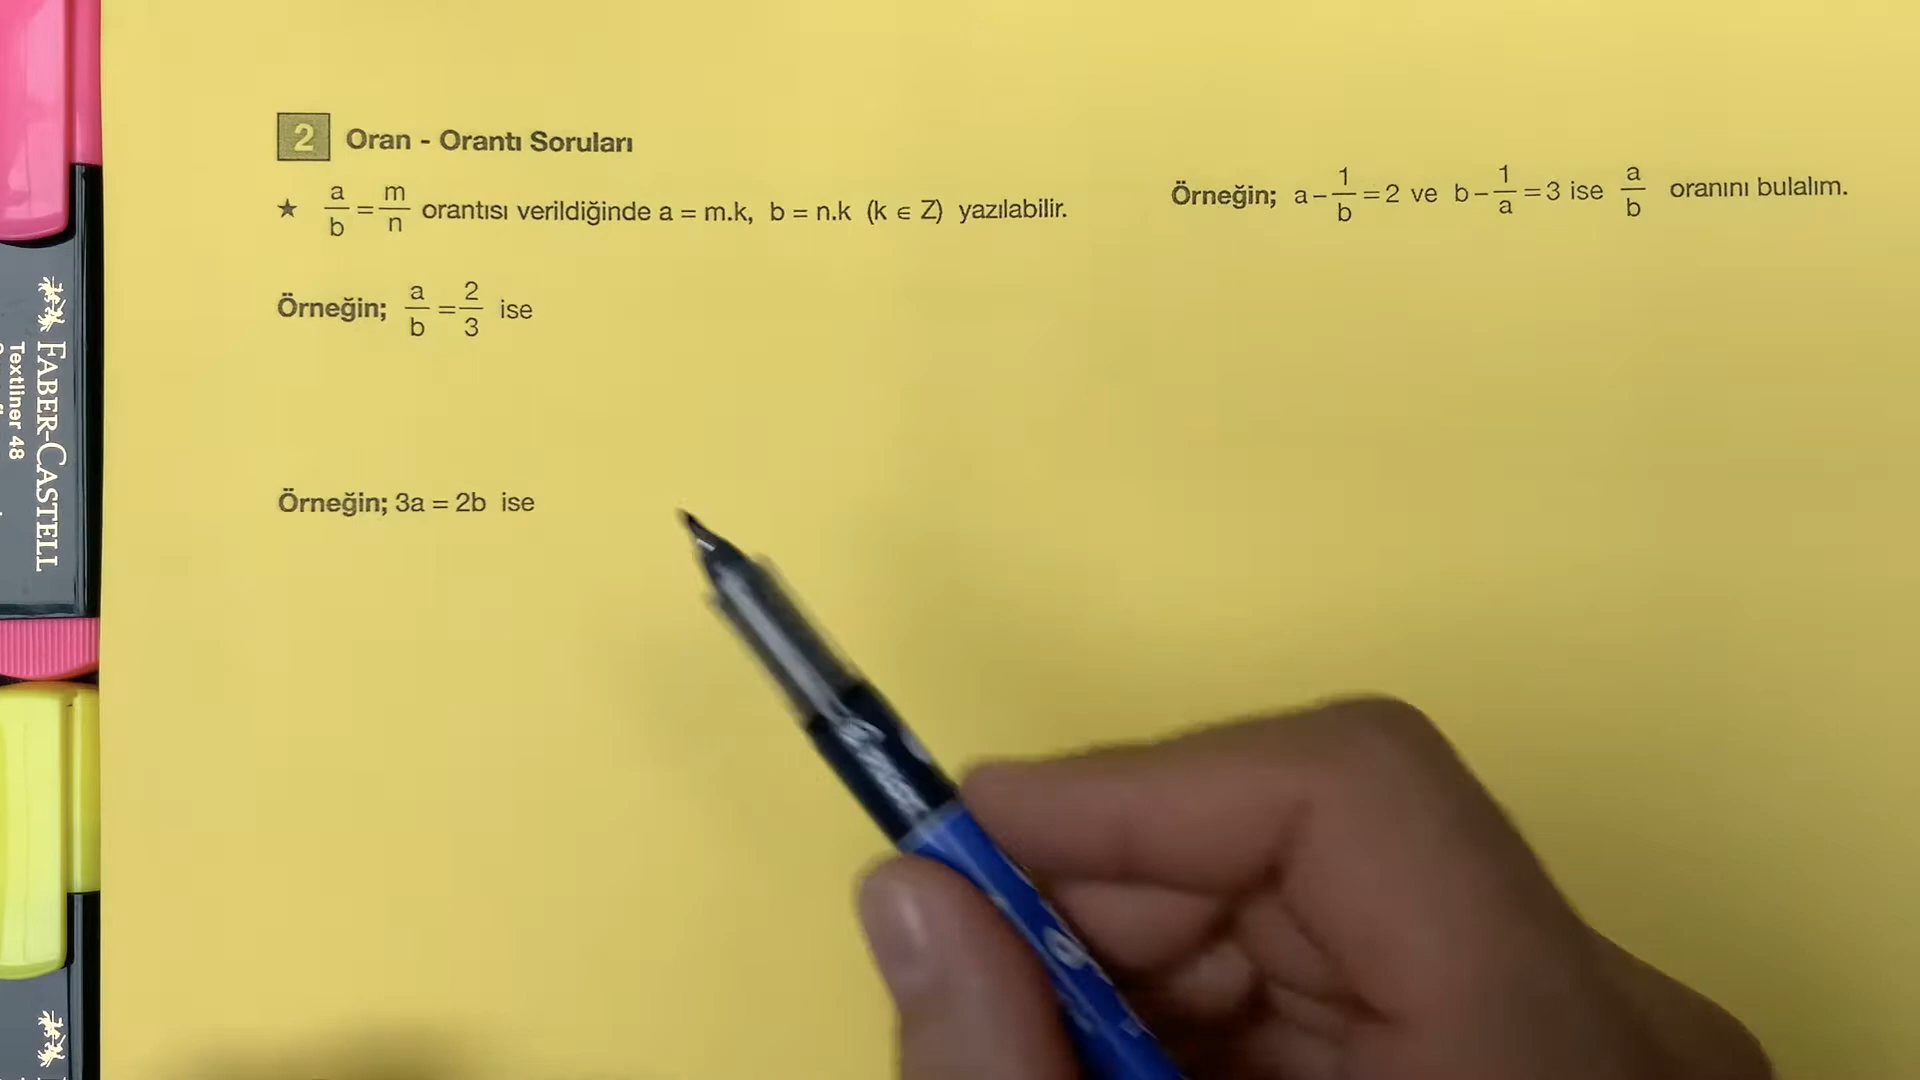 2 Oran - Orantı Soruları
★ a/b = m/n orantısı verildiğinde a = m.k, b = n.k (k ∈ Z) yazılabilir.
Örneğin; a/b = 2/3 ise
Örneğin; 3a = 2b ise
Örneğin; a - 1/b = 2 ve b - 1/a = 3 ise a/b oranını bulalım.
FABER-CASTELL
Textliner 48